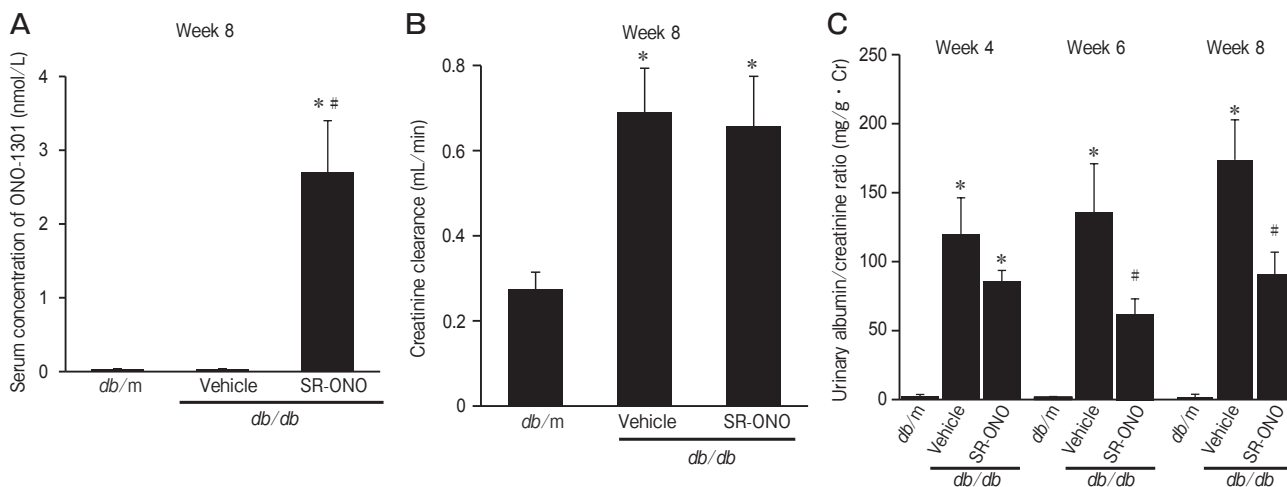 A
Week 8
Serum concentration of ONO-1301 (nmol/L)
4
3
2
1
0
* #
db/m
Vehicle
SR-ONO
db/db
B
Week 8
Creatinine clearance (mL/min)
0.8
0.6
0.4
0.2
0
*
*
db/m
Vehicle
SR-ONO
db/db
C
Week 4
Week 6
Week 8
Urinary albumin/creatinine ratio (mg/g · Cr)
250
200
150
100
50
0
*
*
*
#
*
#
db/m
Vehicle
SR-ONO
db/m
Vehicle
SR-ONO
db/m
Vehicle
SR-ONO
db/db
db/db
db/db